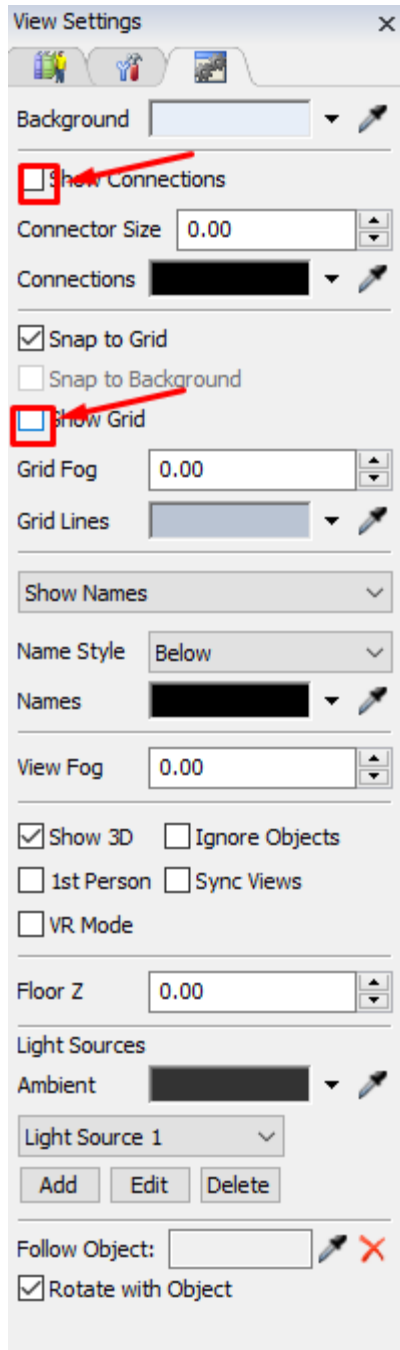 View Settings
Background
Show Connections
Connector Size 0.00
Connections
Snap to Grid
Snap to Background
Show Grid
Grid Fog 0.00
Grid Lines
Show Names
Name Style Below
Names
View Fog 0.00
Show 3D Ignore Objects
1st Person Sync Views
VR Mode
Floor Z 0.00
Light Sources
Ambient
Light Source 1
Add Edit Delete
Follow Object:
Rotate with Object